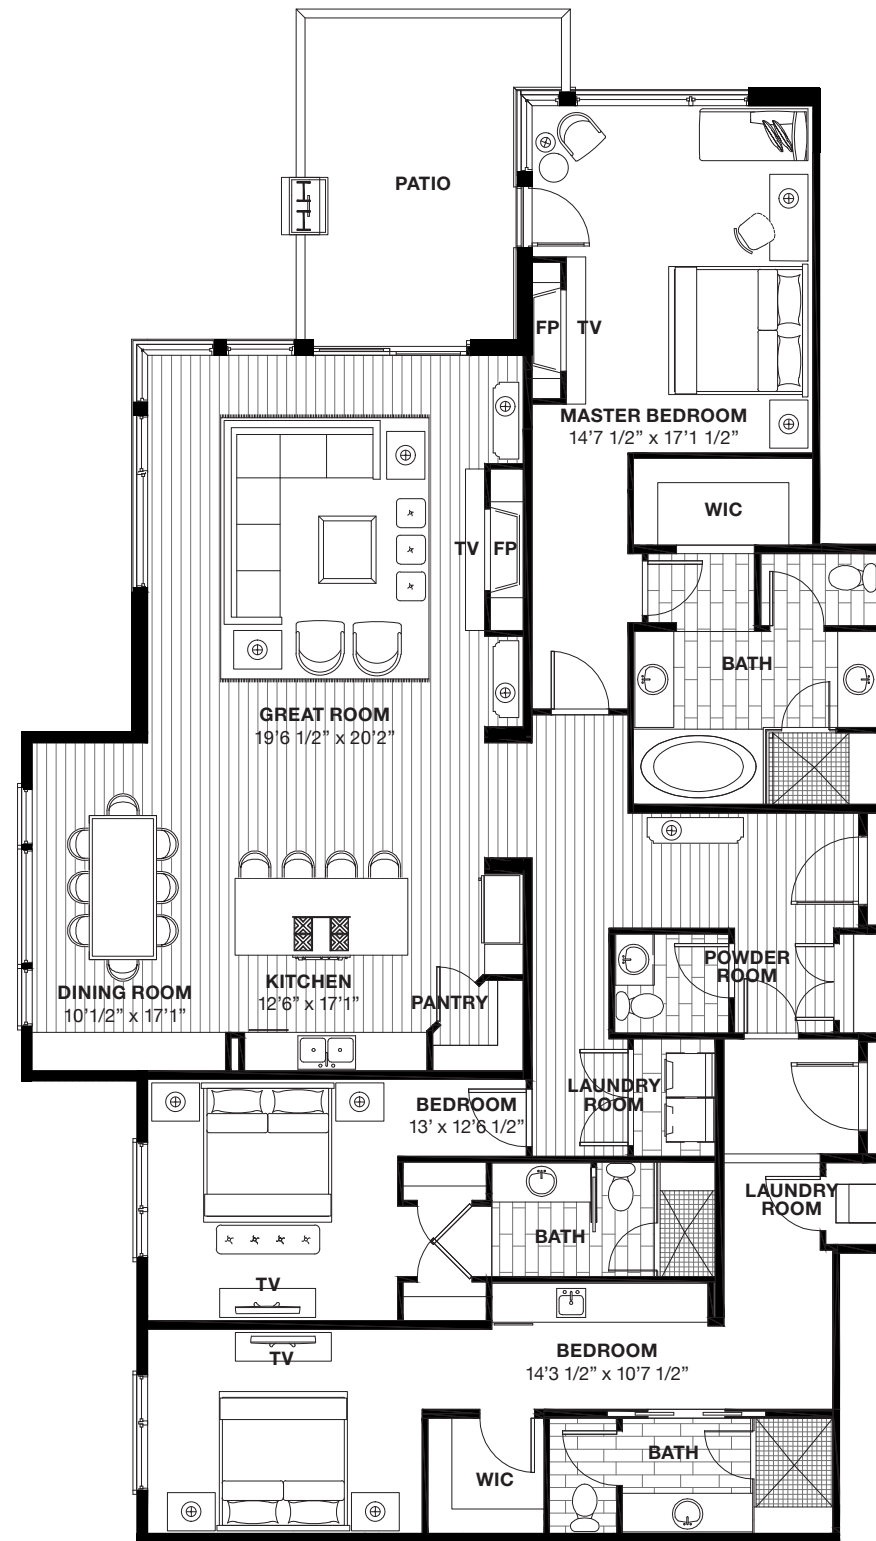 PATIO
FP
TV
MASTER BEDROOM
14’7 1/2” x 17’1 1/2”
WIC
TV
FP
BATH
GREAT ROOM
19’6 1/2” x 20’2”
POWDER
ROOM
KITCHEN
12’6” x 17’1”
DINING ROOM
10’1/2” x 17’1”
PANTRY
LAUNDRY
ROOM
BEDROOM
13’ x 12’6 1/2”
LAUNDRY
ROOM
BATH
TV
TV
BEDROOM
14’3 1/2” x 10’7 1/2”
BATH
WIC